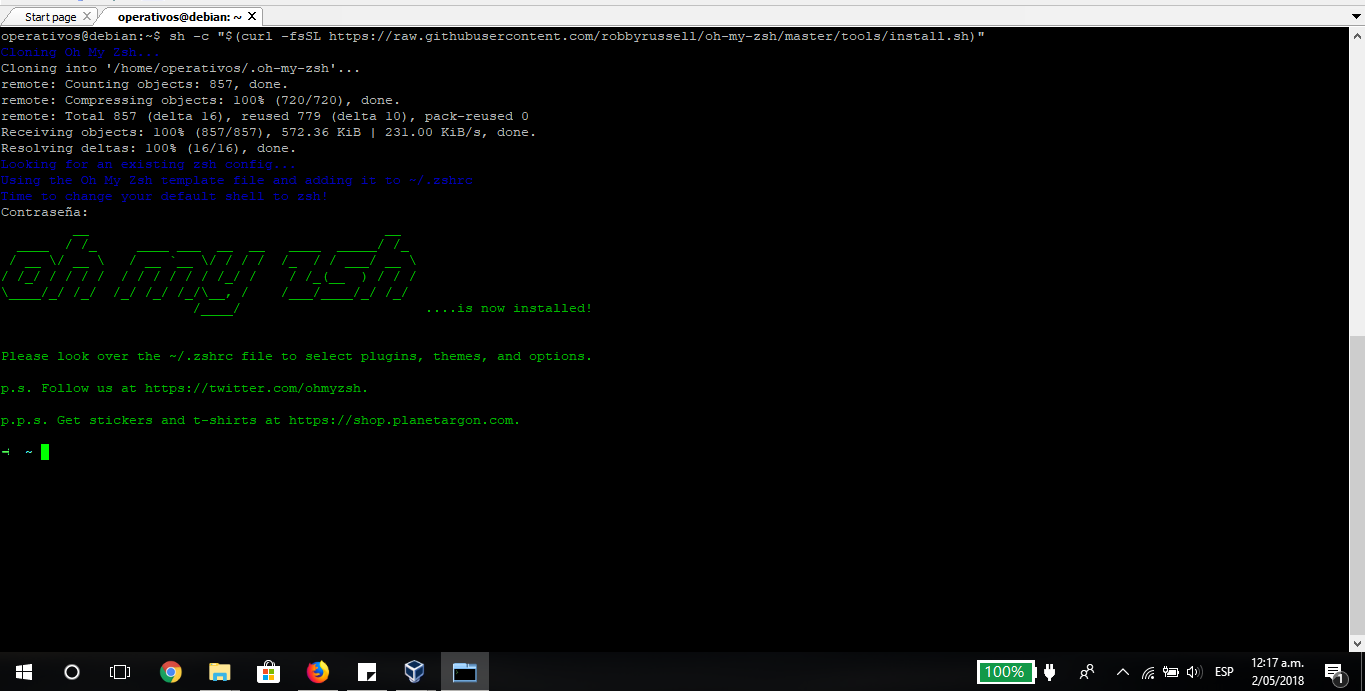 Start page
operativos@debian: ~
operativos@debian:~$ sh -c "$(curl -fsSL https://raw.githubusercontent.com/robbyrussell/oh-my-zsh/master/tools/install.sh)"
Cloning Oh My Zsh...
Cloning into '/home/operativos/.oh-my-zsh'...
remote: Counting objects: 857, done.
remote: Compressing objects: 100% (720/720), done.
remote: Total 857 (delta 16), reused 779 (delta 10), pack-reused 0
Receiving objects: 100% (857/857), 572.36 KiB | 231.00 KiB/s, done.
Resolving deltas: 100% (16/16), done.
Looking for an existing zsh config...
Using the Oh My Zsh template file and adding it to ~/.zshrc
Time to change your default shell to zsh!
Contraseña:
oh my zsh
....is now installed!
Please look over the ~/.zshrc file to select plugins, themes, and options.
p.s. Follow us at https://twitter.com/ohmyzsh.
p.p.s. Get stickers and t-shirts at https://shop.planetargon.com.
~
100%
ESP
12:17 a.m.
2/05/2018
1